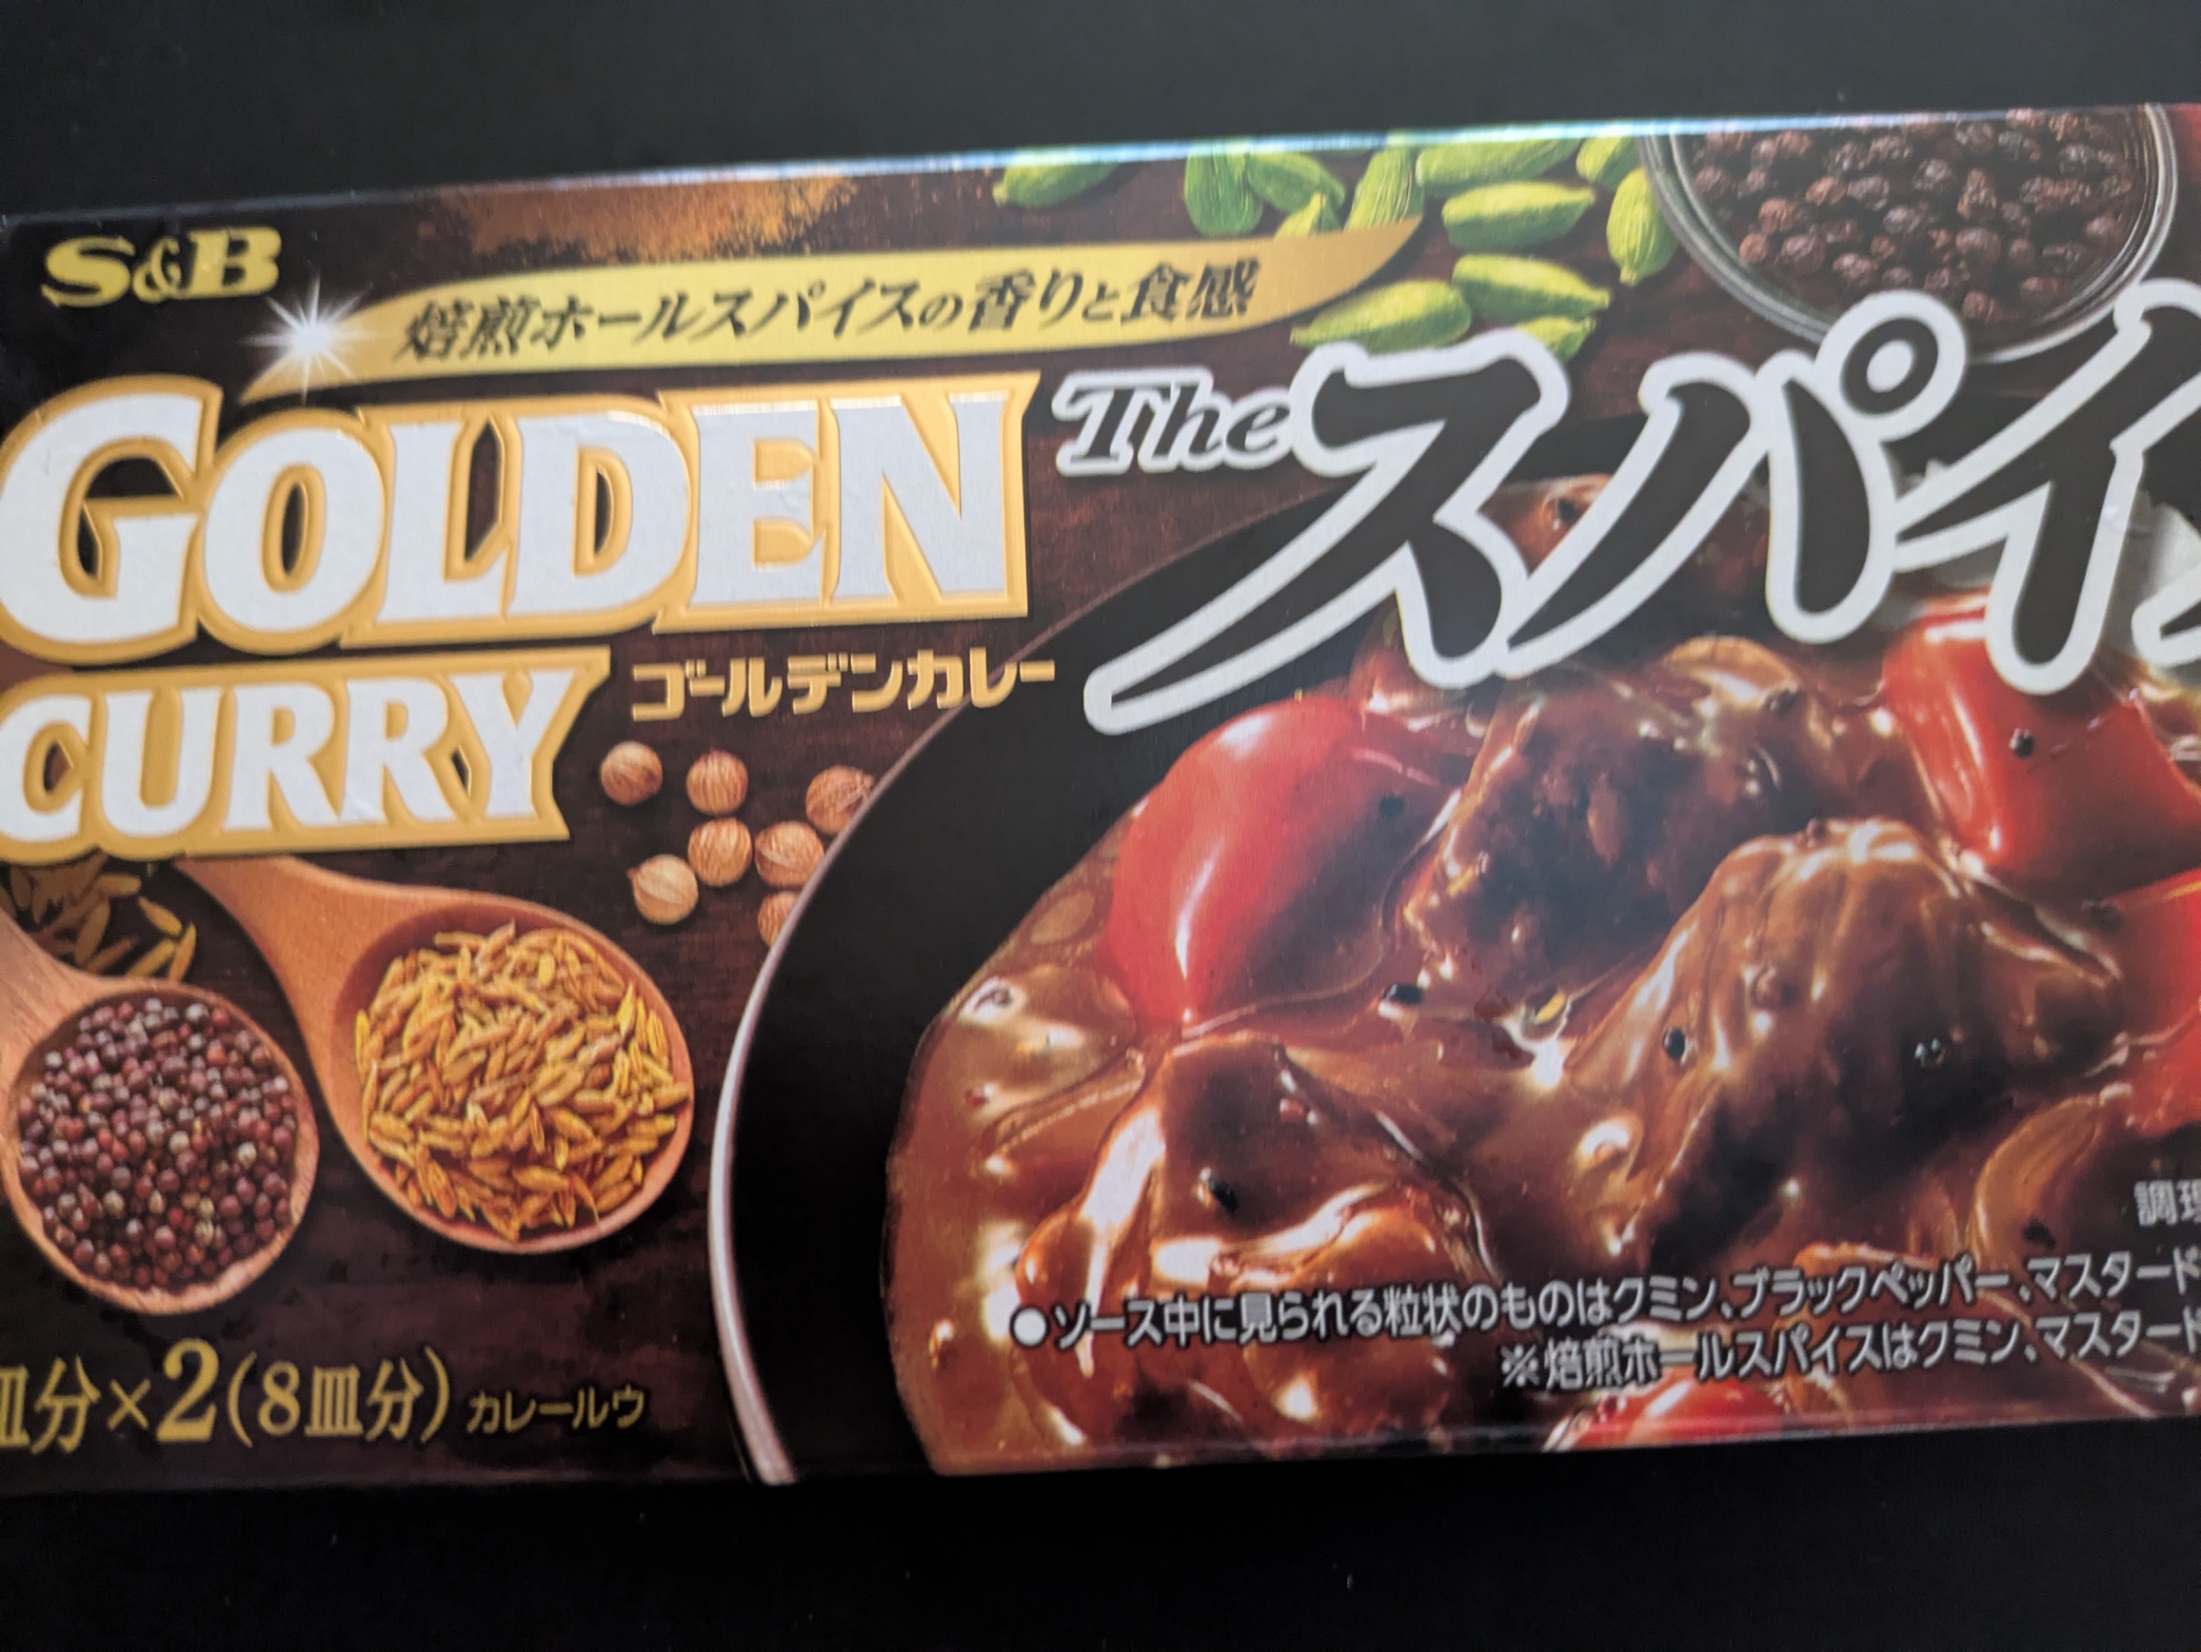 S&B
焙煎ホールスパイスの香りと食感
GOLDEN
CURRY
ゴールデンカレー
Theスパイ
調理
●ソース中に見られる粒状のものはクミン、ブラックペッパー、マスタード
※焙煎ホールスパイスはクミン、マスタード
皿分×2(8皿分)カレールウ